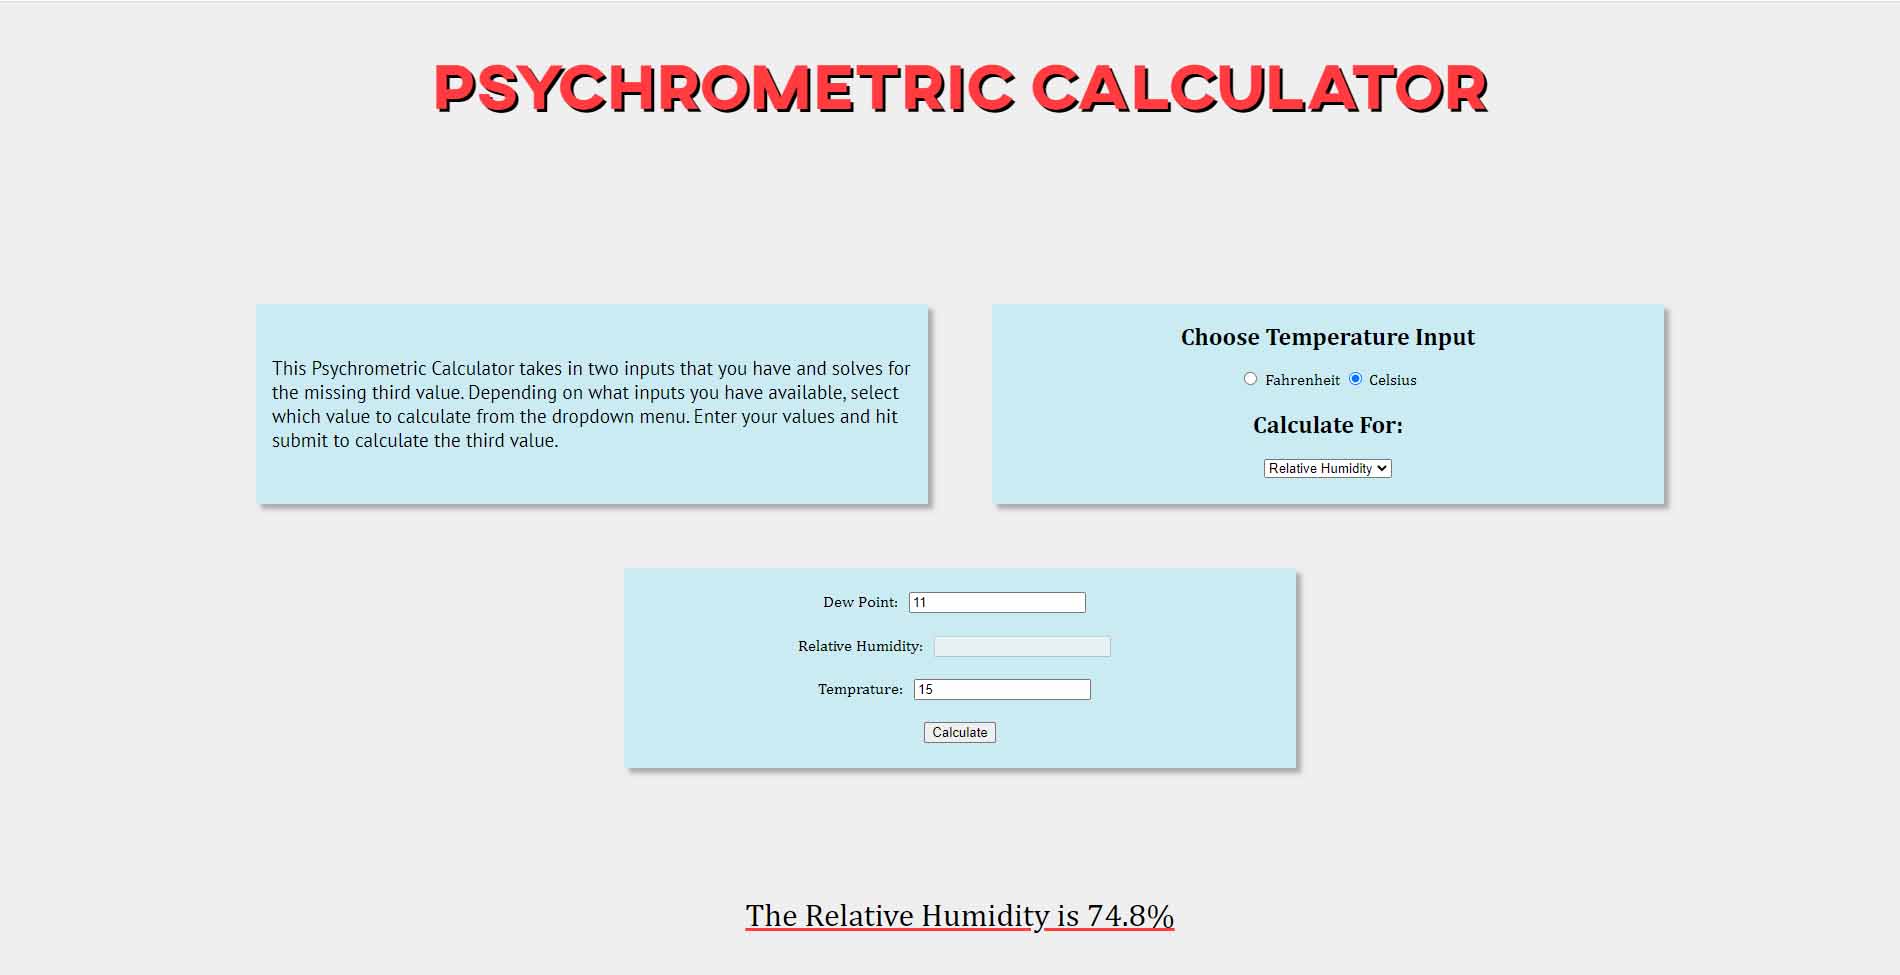 PSYCHROMETRIC CALCULATOR
This Psychrometric Calculator takes in two inputs that you have and solves for
the missing third value. Depending on what inputs you have available, select
which value to calculate from the dropdown menu. Enter your values and hit
submit to calculate the third value.
Choose Temperature Input
Fahrenheit Celsius
Calculate For:
Relative Humidity
Dew Point: 11
Relative Humidity:
Temprature: 15
Calculate
The Relative Humidity is 74.8%